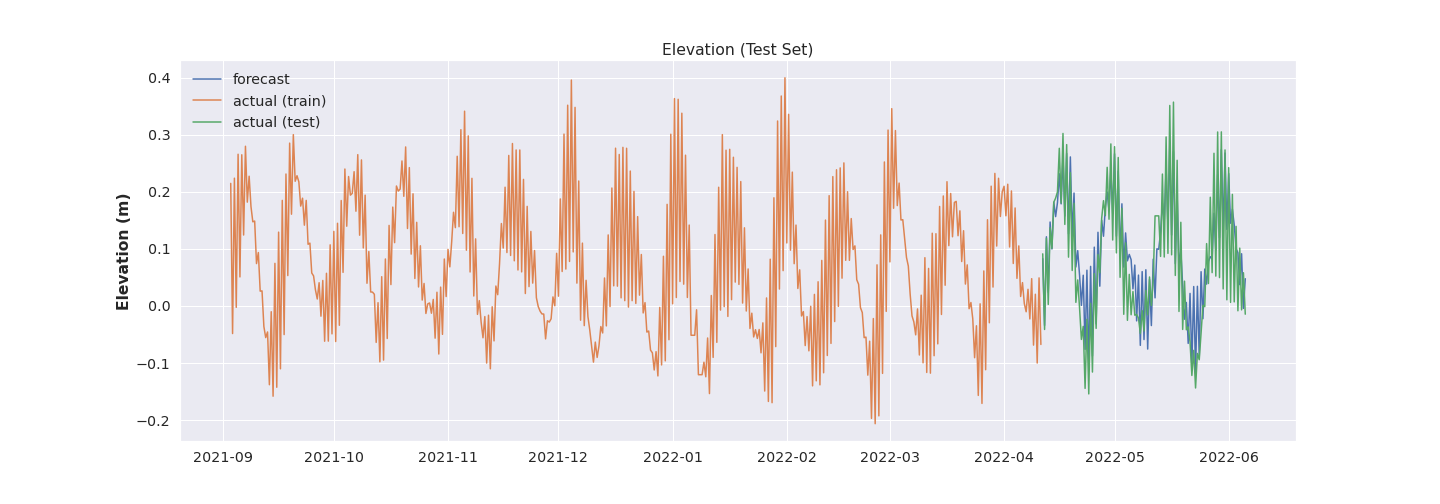 Elevation (Test Set)
forecast
actual (train)
actual (test)
Elevation (m)
0.4
0.3
0.2
0.1
0.0
−0.1
−0.2
2021-09 2021-10 2021-11 2021-12 2022-01 2022-02 2022-03 2022-04 2022-05 2022-06